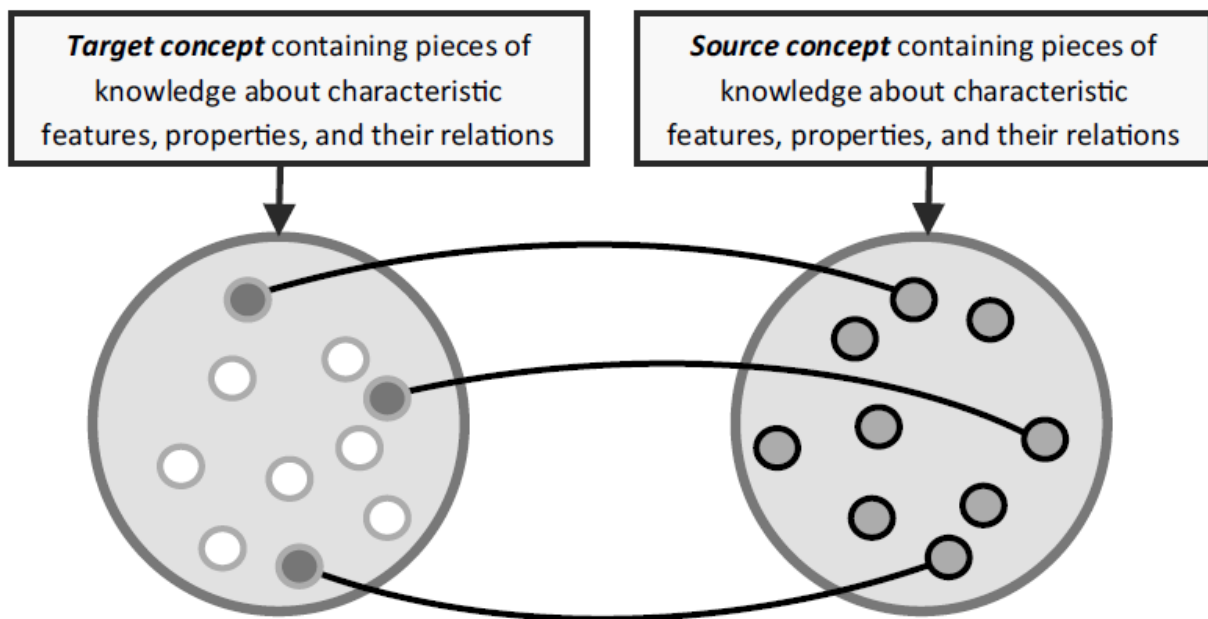 Target concept containing pieces of
knowledge about characteristic
features, properties, and their relations
Source concept containing pieces of
knowledge about characteristic
features, properties, and their relations